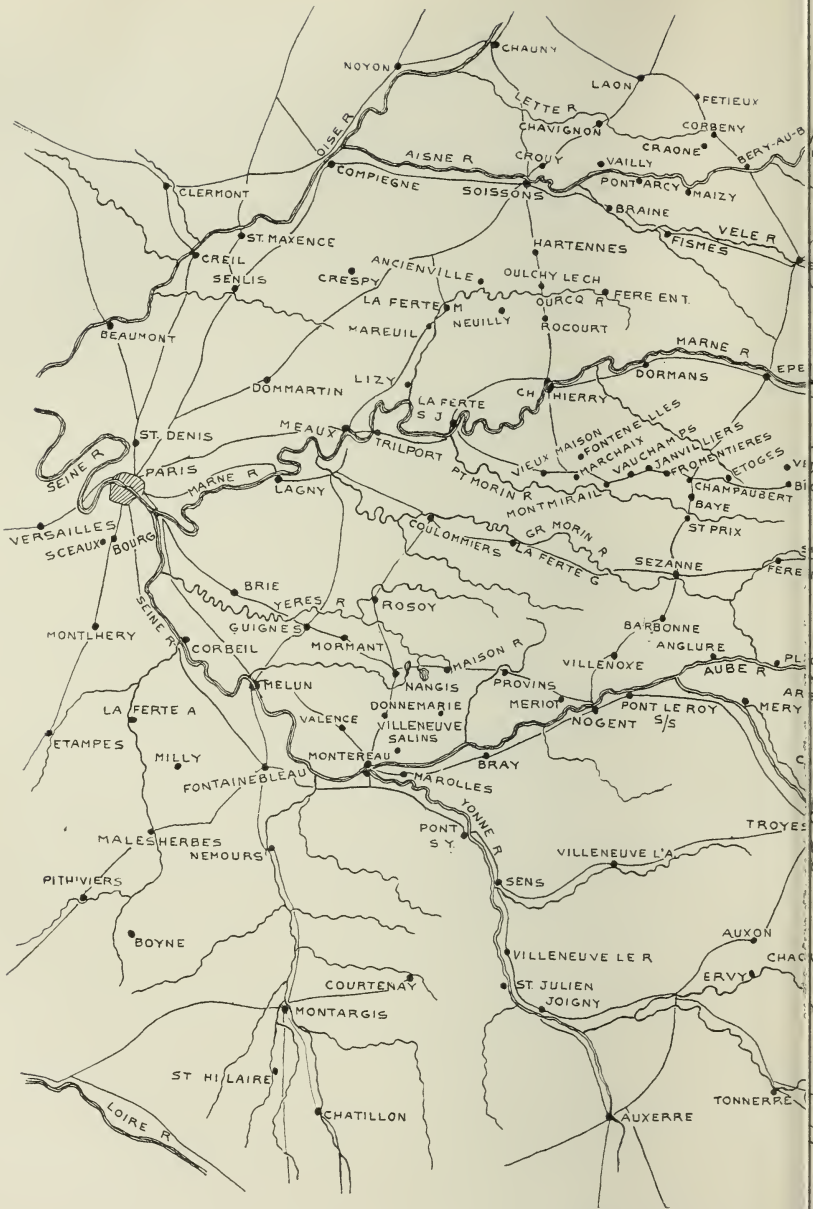 CHAUNY
NOYON
LAON
LETTE R
FETIEUX
CHAVIGNON
CORBENY
CRAONE
OISE R
AISNE R
CROUY
VAILLY
BERY-AU-B
COMPIEGNE
SOISSONS
PONT ARCY
MAIZY
CLERMONT
BRAINE
VELE R
ST. MAXENCE
FISMES
CREIL
HARTENNES
SENLIS
CRESPY
ANCIENVILLE
OULCHY LE CH
LA FERTE M
OURCQ R
FERE EN T.
NEUILLY
BEAUMONT
MAREUIL
ROCOURT
MARNE R
DOMMARTIN
LIZY
CH THIERRY
DORMANS
EPE
LA FERTE
S J
ST. DENIS
MEAUX
TRILPORT
SEINE R
PARIS
MARNE R
LAGNY
VIEUX MAISON
FONTENELLES
MARCHAIX
VAUCHAMPS
JANVILLIERS
FROMENTIERES
ETOGES
VE
PT MORIN R
MONTMIRAIL
CHAMPAUBERT
BAYE
ST PRIX
VERSAILLES
SCEAUX
BOURG
COULOMMIERS
GR MORIN R
LA FERTE G
SEZANNE
FERE
BRIE
YERES R
ROSOY
SEINE R
MONTLHERY
GUIGNES
MORMANT
BARBONNE
CORBEIL
MAISON R
VILLENOXE
ANGLURE
AUBE R
PL
MELUN
NANGIS
PROVINS
LA FERTE A
DONNEMARIE
MERIOT
NOGENT
PONT LE ROY
S/S
AR
MERY
VALENCE
VILLENEUVE
SALINS
ETAMPES
MILLY
MONTEREAU
BRAY
FONTAINEBLEAU
MAROLLES
YONNE R
MALESHERBES
PONT
S Y.
TROYES
NEMOURS
VILLENEUVE L'A
PITHIVIERS
SENS
BOYNE
AUXON
VILLENEUVE LE R
CHAO
COURTENAY
ERVY
ST. JULIEN
JOIGNY
MONTARGIS
ST HILAIRE
LOIRE R
CHATILLON
TONNERRE
AUXERRE